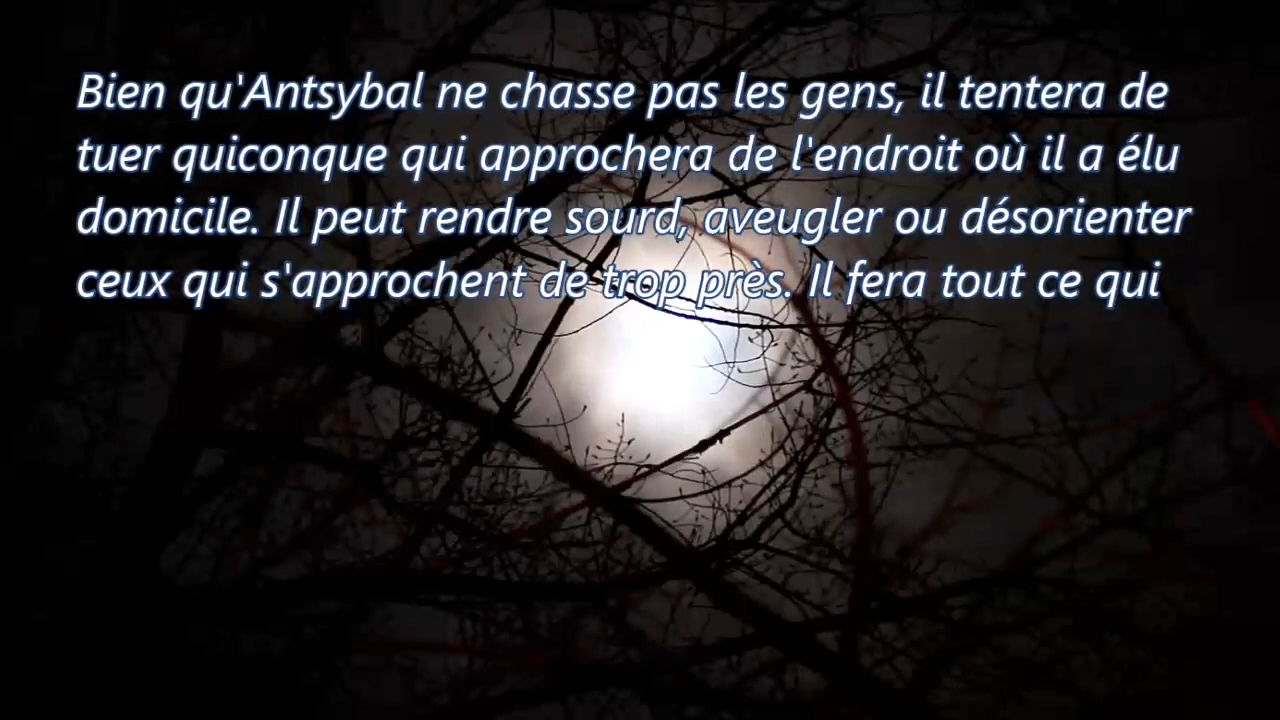 Bien qu'Antsybal ne chasse pas les gens, il tentera de
tuer quiconque qui approchera de l'endroit où il a élu
domicile. Il peut rendre sourd, aveugler ou désorienter
ceux qui s'approchent de trop près. Il fera tout ce qui